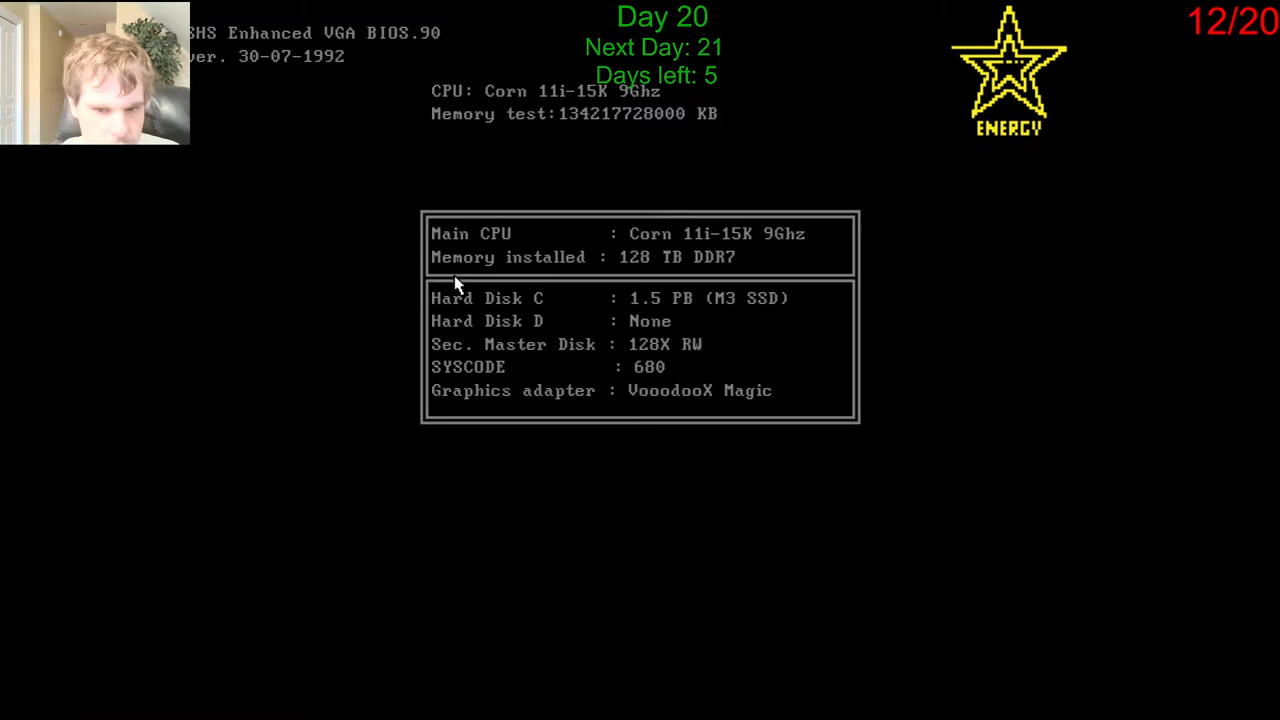 SHS Enhanced VGA BIOS.90
ver. 30-07-1992
Day 20
Next Day: 21
Days left: 5
12/20
ENERGY
CPU: Corn 11i-15K 9Ghz
Memory test:134217728000 KB
Main CPU : Corn 11i-15K 9Ghz
Memory installed : 128 TB DDR7
Hard Disk C : 1.5 PB (M3 SSD)
Hard Disk D : None
Sec. Master Disk : 128X RW
SYSCODE : 680
Graphics adapter : VooodooX Magic